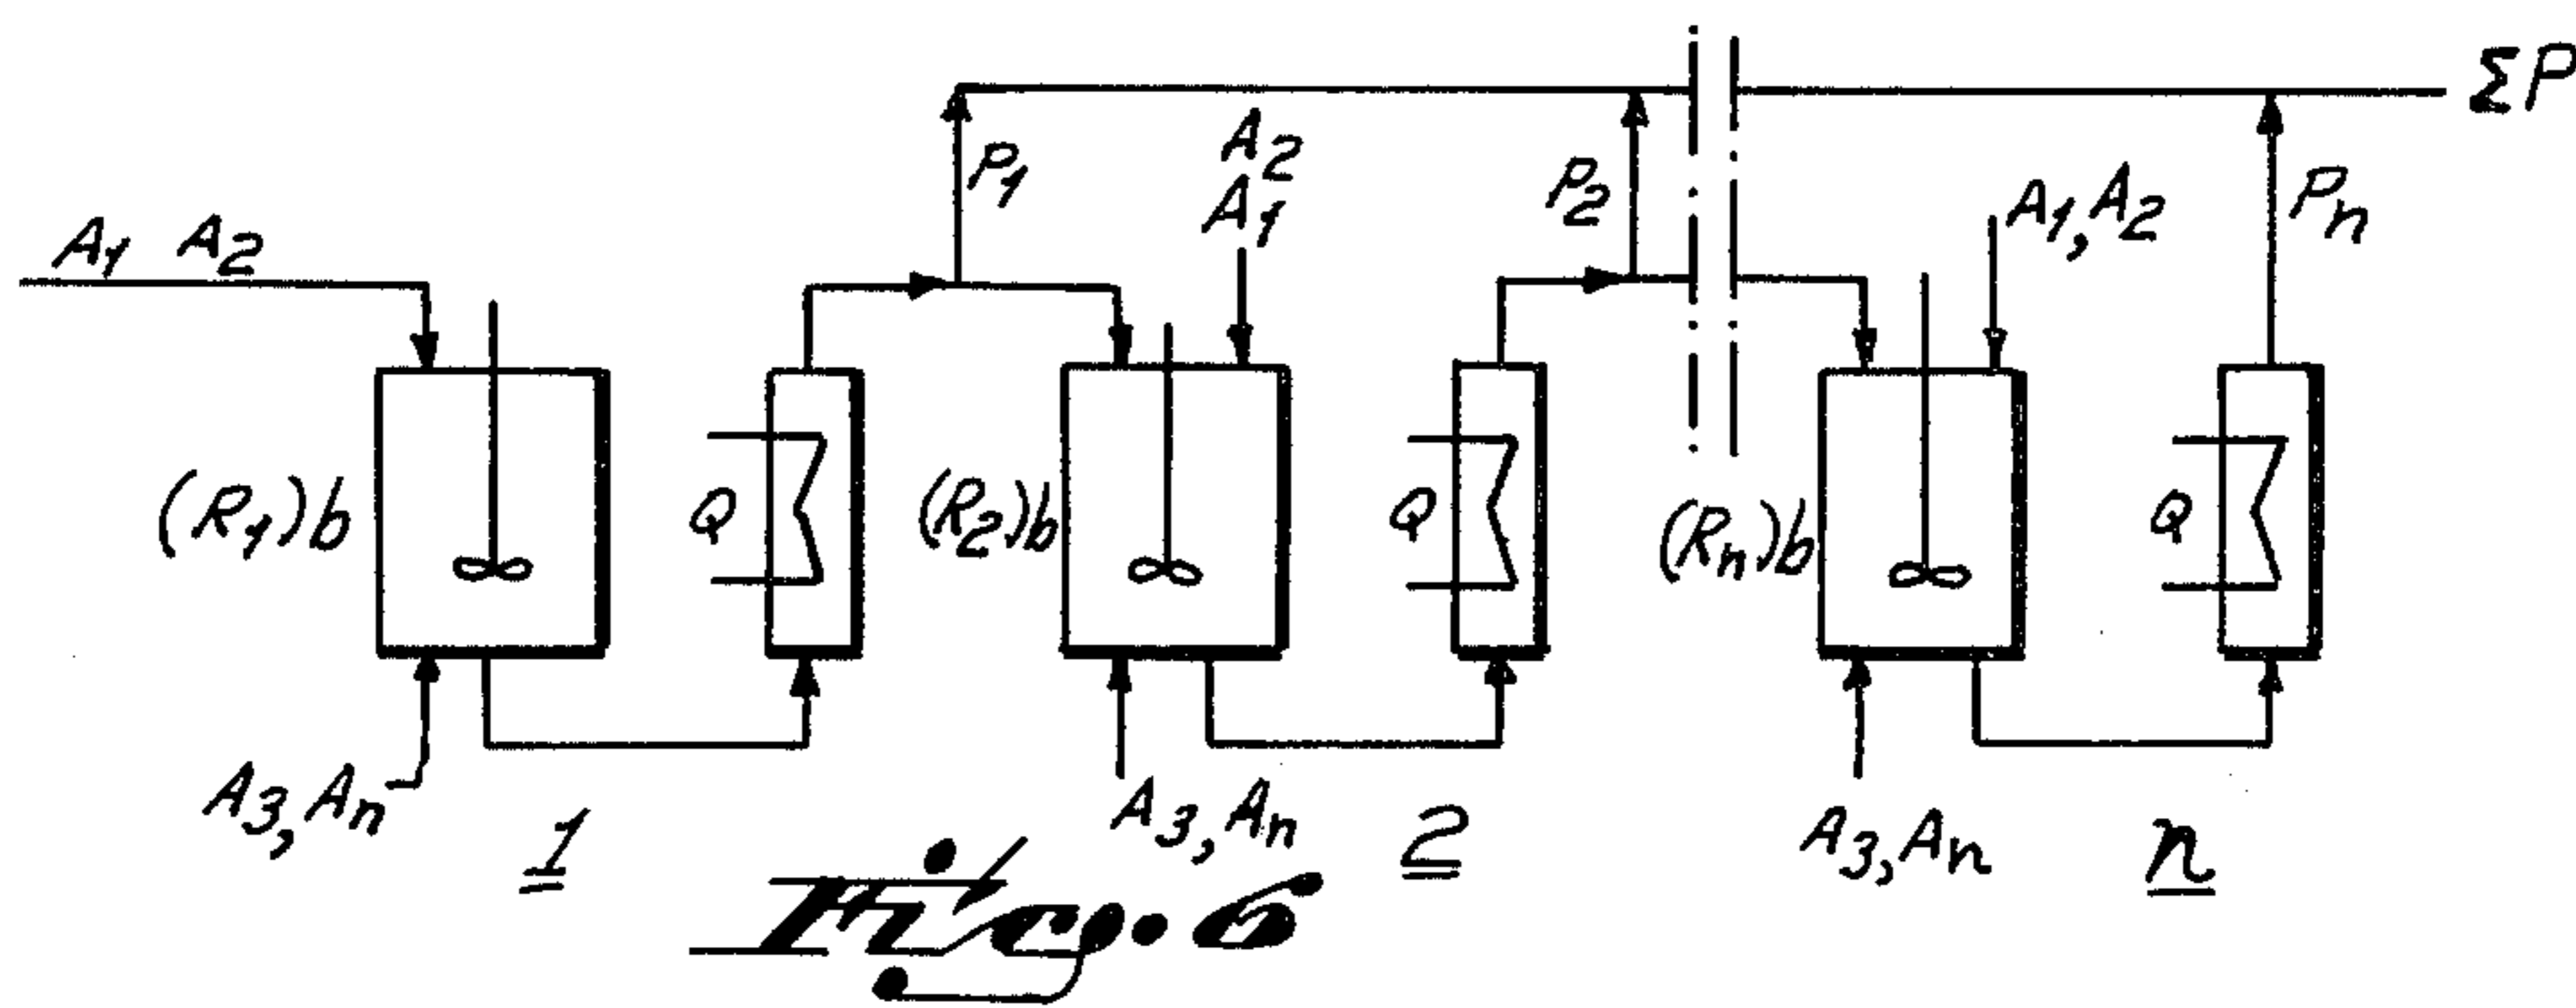 ΣP
A2
P1
A1
P2
A1, A2
Pn
A1 A2
(R1)b
Q
(R2)b
Q
(Rn)b
Q
A3, An
1
A3, An
2
A3, An
n
Fig. 6